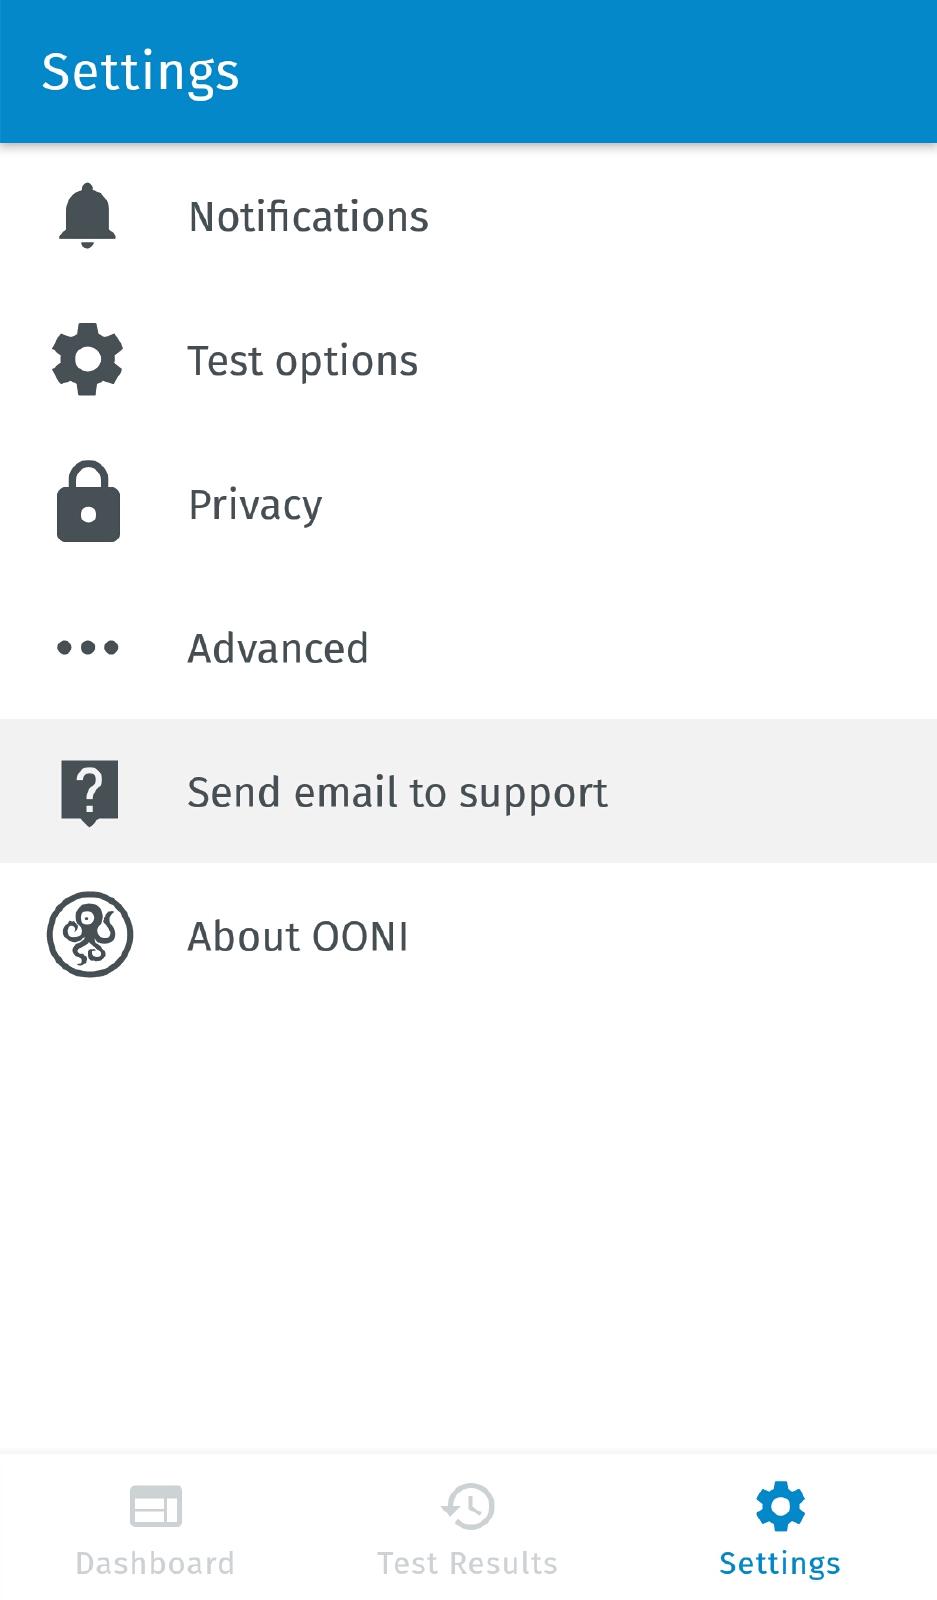 Settings
Notifications
Test options
Privacy
Advanced
Send email to support
About OONI
Dashboard
Test Results
Settings